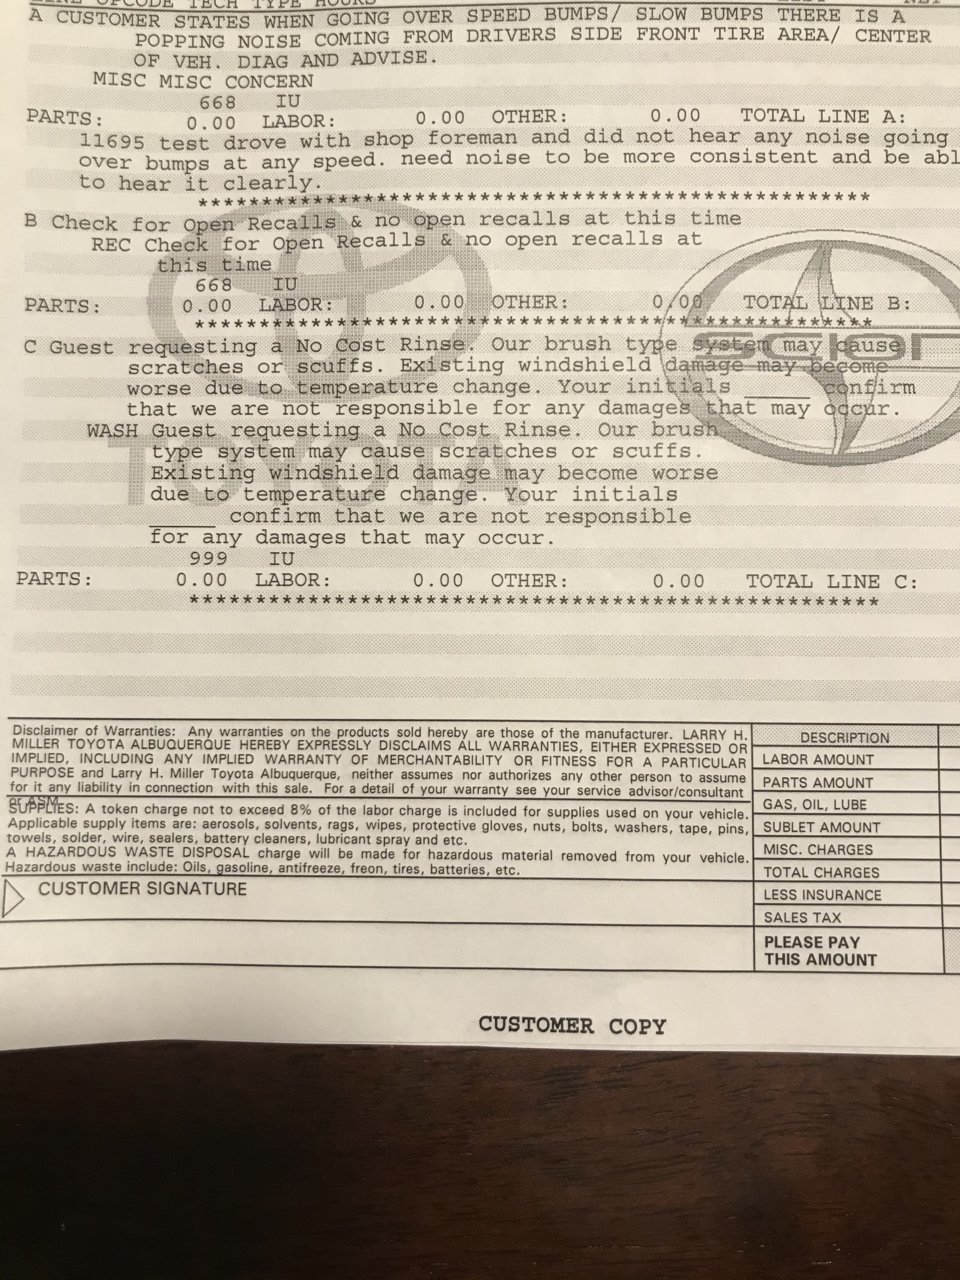 LINE OPCODE TECH TYPE HOURS
A CUSTOMER STATES WHEN GOING OVER SPEED BUMPS/ SLOW BUMPS THERE IS A
POPPING NOISE COMING FROM DRIVERS SIDE FRONT TIRE AREA/ CENTER
OF VEH. DIAG AND ADVISE.
MISC MISC CONCERN
668 IU
PARTS: 0.00 LABOR: 0.00 OTHER: 0.00 TOTAL LINE A:
11695 test drove with shop foreman and did not hear any noise going
over bumps at any speed. need noise to be more consistent and be abl
to hear it clearly.
***************************************************
B Check for Open Recalls & no open recalls at this time
REC Check for Open Recalls & no open recalls at
this time
668 IU
PARTS: 0.00 LABOR: 0.00 OTHER: 0.00 TOTAL LINE B:
***************************************************
C Guest requesting a No Cost Rinse. Our brush type system may cause
scratches or scuffs. Existing windshield damage may become
worse due to temperature change. Your initials _____ confirm
that we are not responsible for any damages that may occur.
WASH Guest requesting a No Cost Rinse. Our brush
type system may cause scratches or scuffs.
Existing windshield damage may become worse
due to temperature change. Your initials
_____ confirm that we are not responsible
for any damages that may occur.
999 IU
PARTS: 0.00 LABOR: 0.00 OTHER: 0.00 TOTAL LINE C:
***************************************************
TOYOTA
SCION
Disclaimer of Warranties: Any warranties on the products sold hereby are those of the manufacturer. LARRY H.
MILLER TOYOTA ALBUQUERQUE HEREBY EXPRESSLY DISCLAIMS ALL WARRANTIES, EITHER EXPRESSED OR
IMPLIED, INCLUDING ANY IMPLIED WARRANTY OF MERCHANTABILITY OR FITNESS FOR A PARTICULAR
PURPOSE and Larry H. Miller Toyota Albuquerque, neither assumes nor authorizes any other person to assume
for it any liability in connection with this sale. For a detail of your warranty see your service advisor/consultant
or ASM.
SUPPLIES: A token charge not to exceed 8% of the labor charge is included for supplies used on your vehicle.
Applicable supply items are: aerosols, solvents, rags, wipes, protective gloves, nuts, bolts, washers, tape, pins,
towels, solder, wire, sealers, battery cleaners, lubricant spray and etc.
A HAZARDOUS WASTE DISPOSAL charge will be made for hazardous material removed from your vehicle.
Hazardous waste include: Oils, gasoline, antifreeze, freon, tires, batteries, etc.
CUSTOMER SIGNATURE
DESCRIPTION
LABOR AMOUNT
PARTS AMOUNT
GAS, OIL, LUBE
SUBLET AMOUNT
MISC. CHARGES
TOTAL CHARGES
LESS INSURANCE
SALES TAX
PLEASE PAY
THIS AMOUNT
CUSTOMER COPY